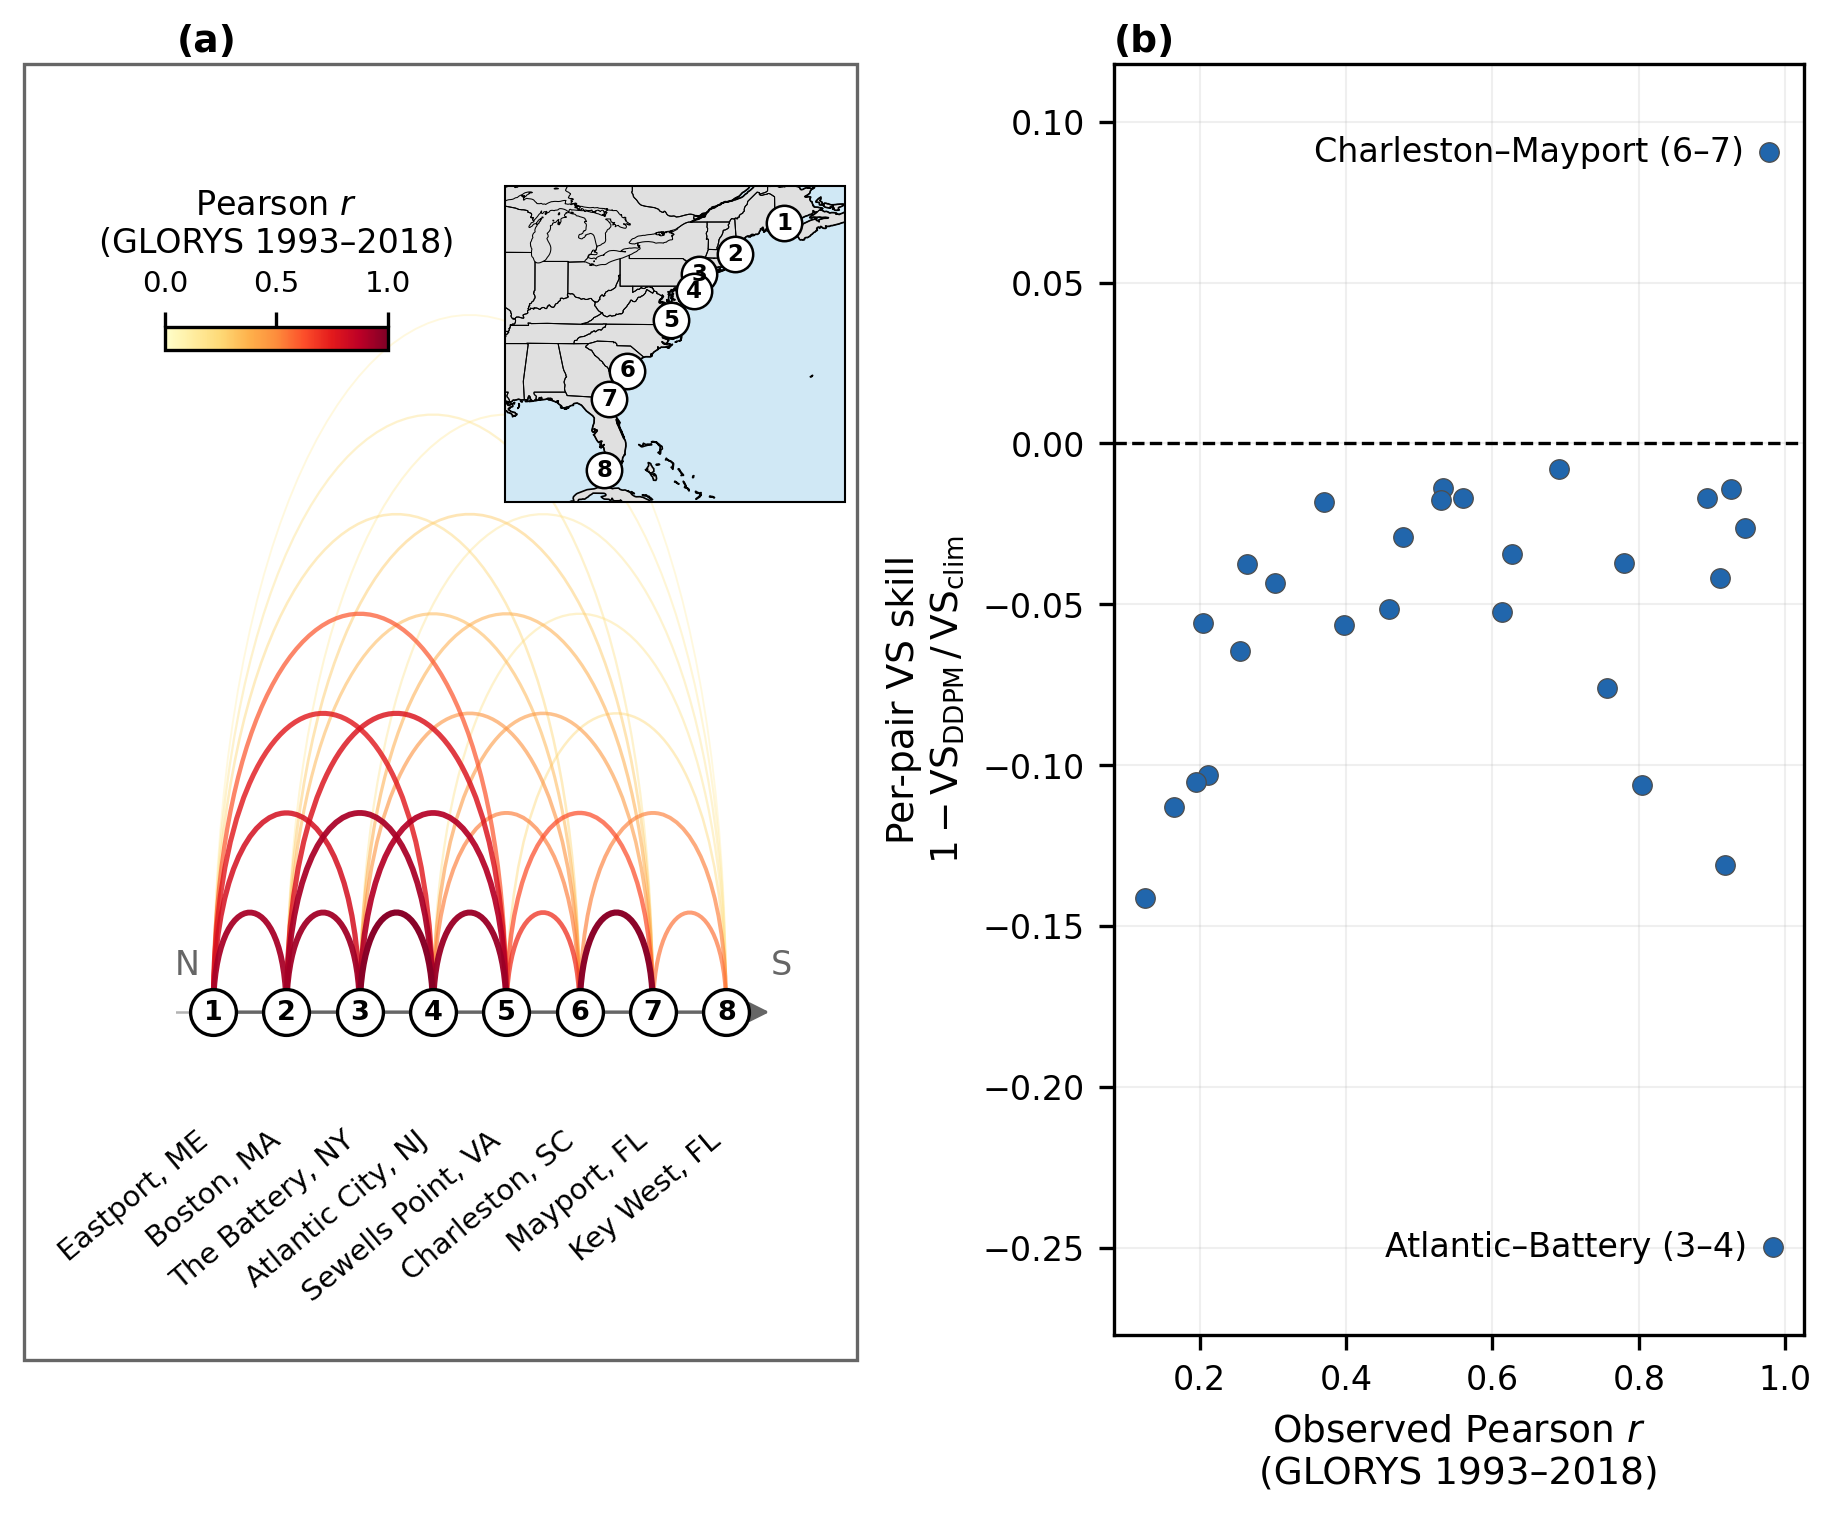 (a)
Pearson r
(GLORYS 1993–2018)
0.0 0.5 1.0
1
2
3
4
5
6
7
8
N S
1 2 3 4 5 6 7 8
Eastport, ME
Boston, MA
The Battery, NY
Atlantic City, NJ
Sewells Point, VA
Charleston, SC
Mayport, FL
Key West, FL
(b)
Per-pair VS skill
1 − VS_DDPM / VS_clim
0.10
0.05
0.00
−0.05
−0.10
−0.15
−0.20
−0.25
Charleston–Mayport (6–7)
Atlantic–Battery (3–4)
0.2 0.4 0.6 0.8 1.0
Observed Pearson r
(GLORYS 1993–2018)